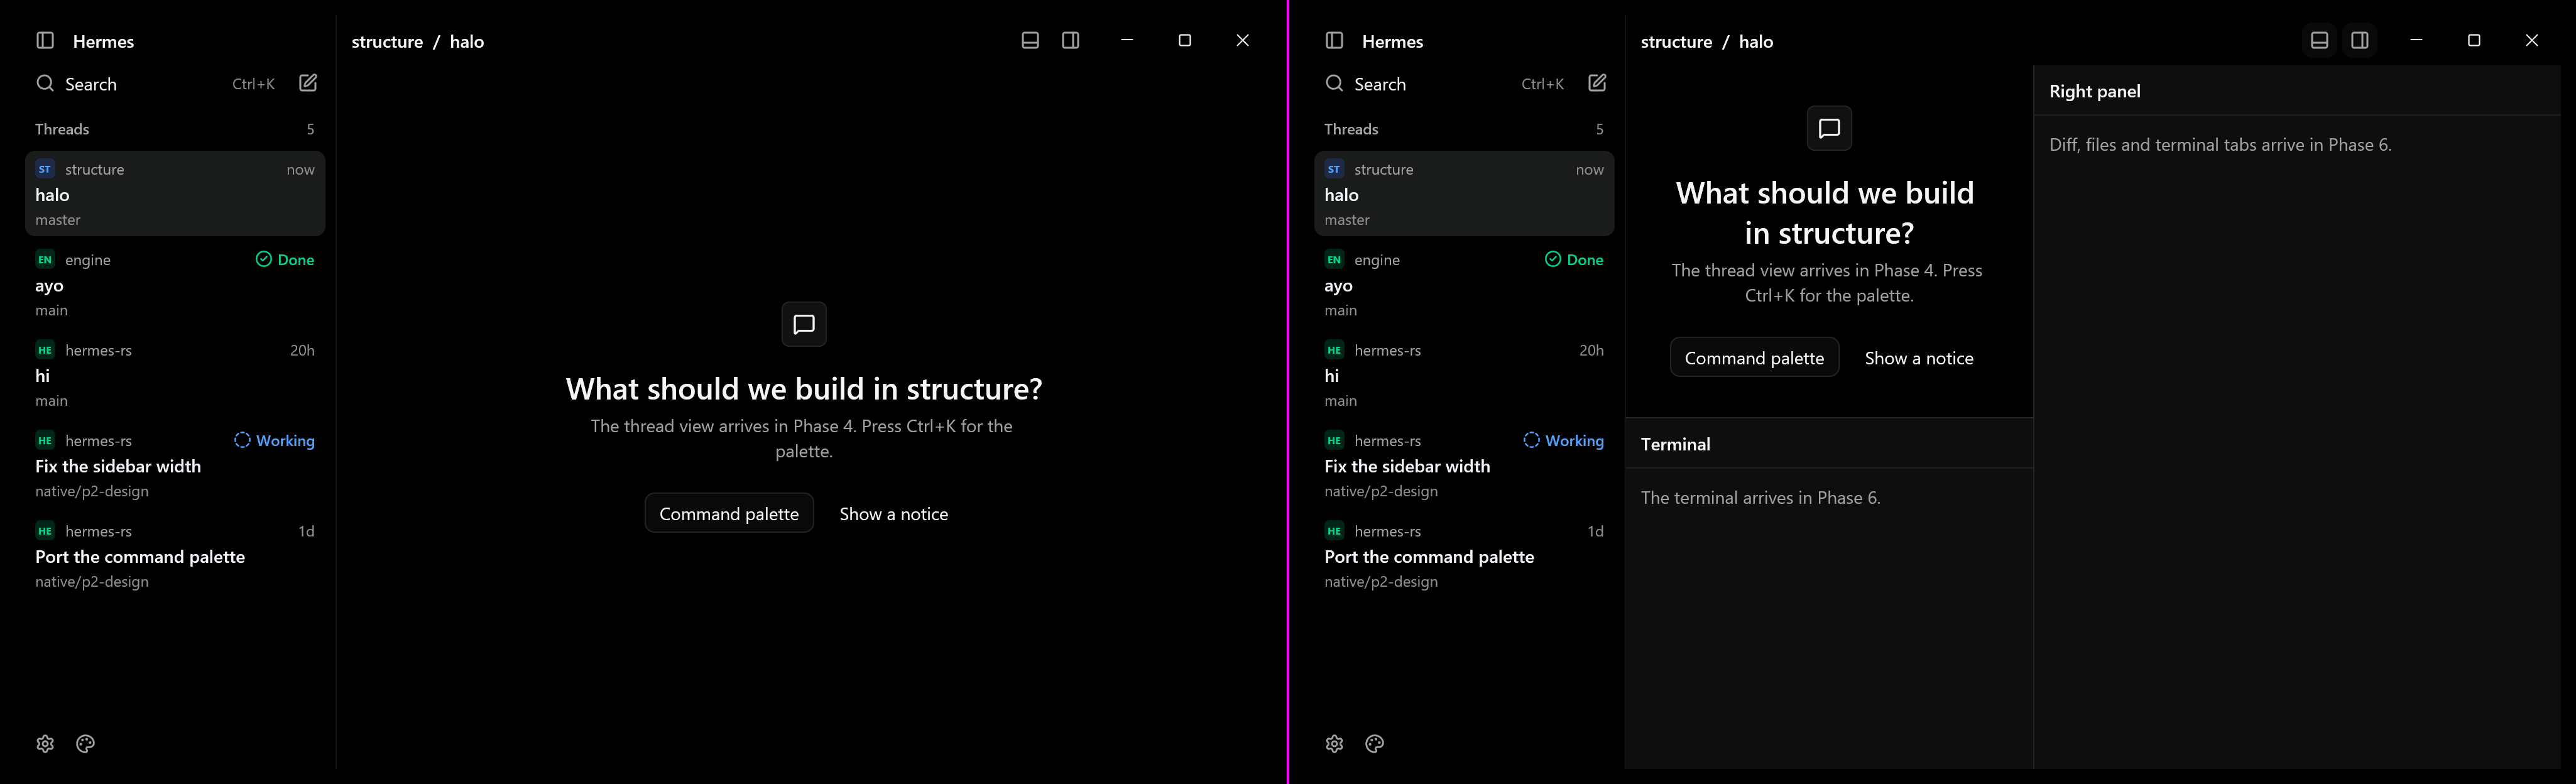 Hermes
Search Ctrl+K
Threads 5
ST structure now
halo
master
EN engine Done
ayo
main
HE hermes-rs 20h
hi
main
HE hermes-rs Working
Fix the sidebar width
native/p2-design
HE hermes-rs 1d
Port the command palette
native/p2-design
structure / halo
What should we build in structure?
The thread view arrives in Phase 4. Press Ctrl+K for the
palette.
Command palette Show a notice
Hermes
Search Ctrl+K
Threads 5
ST structure now
halo
master
EN engine Done
ayo
main
HE hermes-rs 20h
hi
main
HE hermes-rs Working
Fix the sidebar width
native/p2-design
HE hermes-rs 1d
Port the command palette
native/p2-design
structure / halo
What should we build
in structure?
The thread view arrives in Phase 4. Press
Ctrl+K for the palette.
Command palette Show a notice
Terminal
The terminal arrives in Phase 6.
Right panel
Diff, files and terminal tabs arrive in Phase 6.